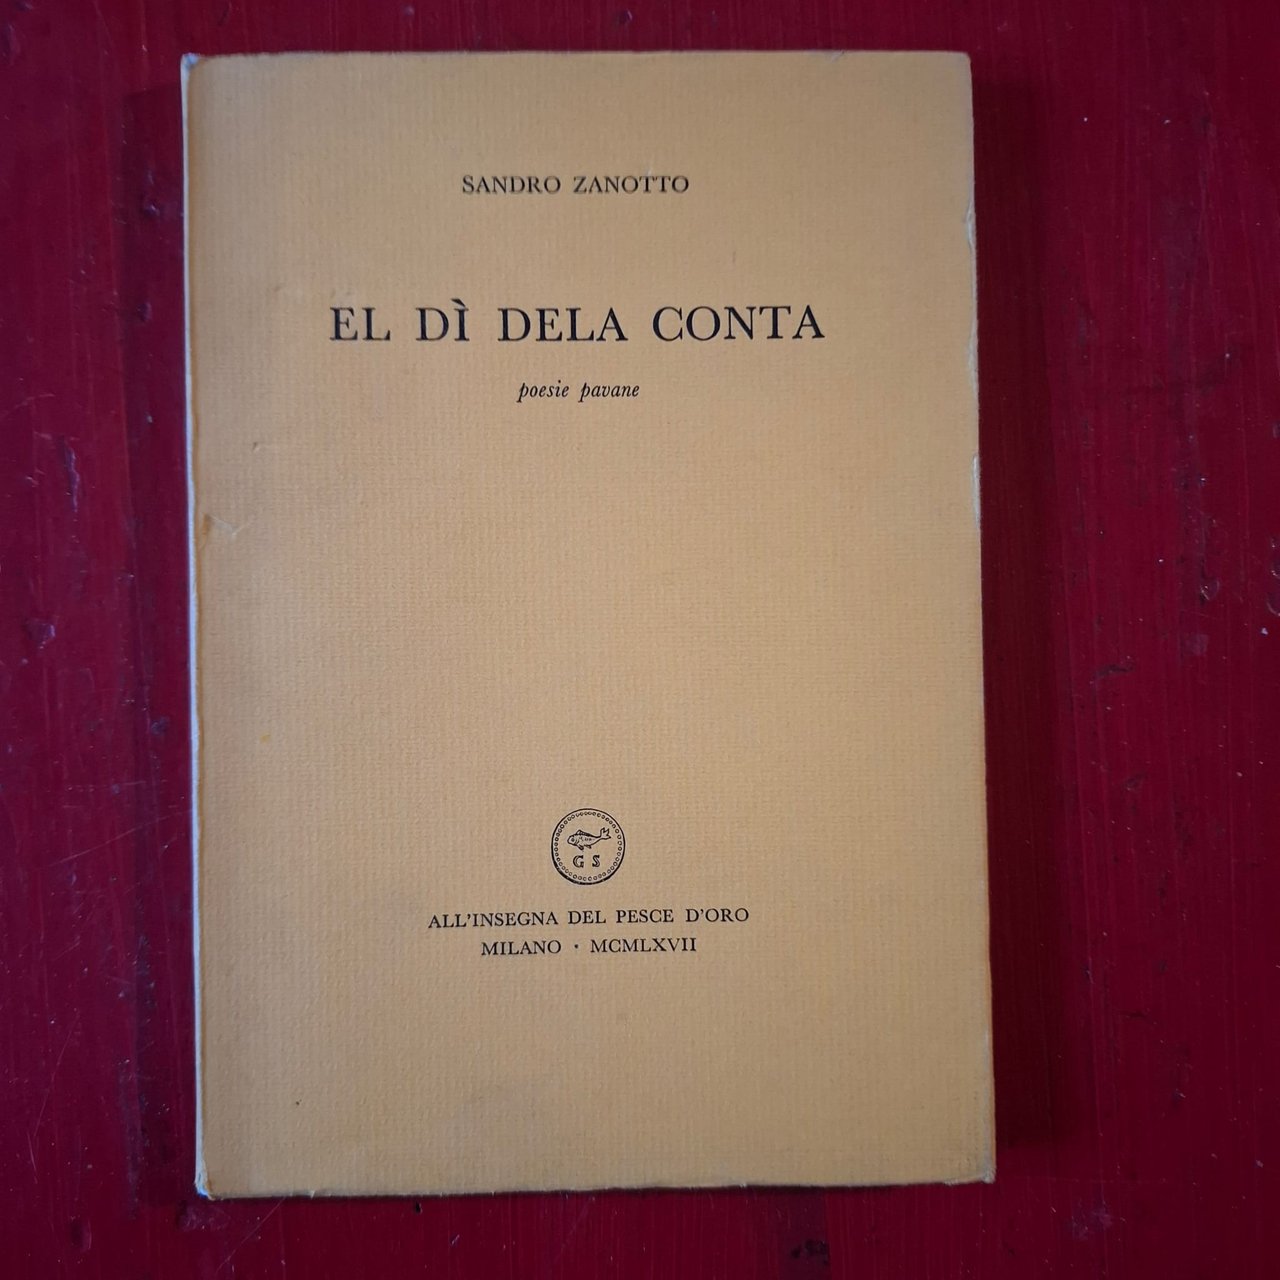 SANDRO ZANOTTO
EL DÌ DELA CONTA
poesie pavane
G S
ALL'INSEGNA DEL PESCE D'ORO
MILANO · MCMLXVII